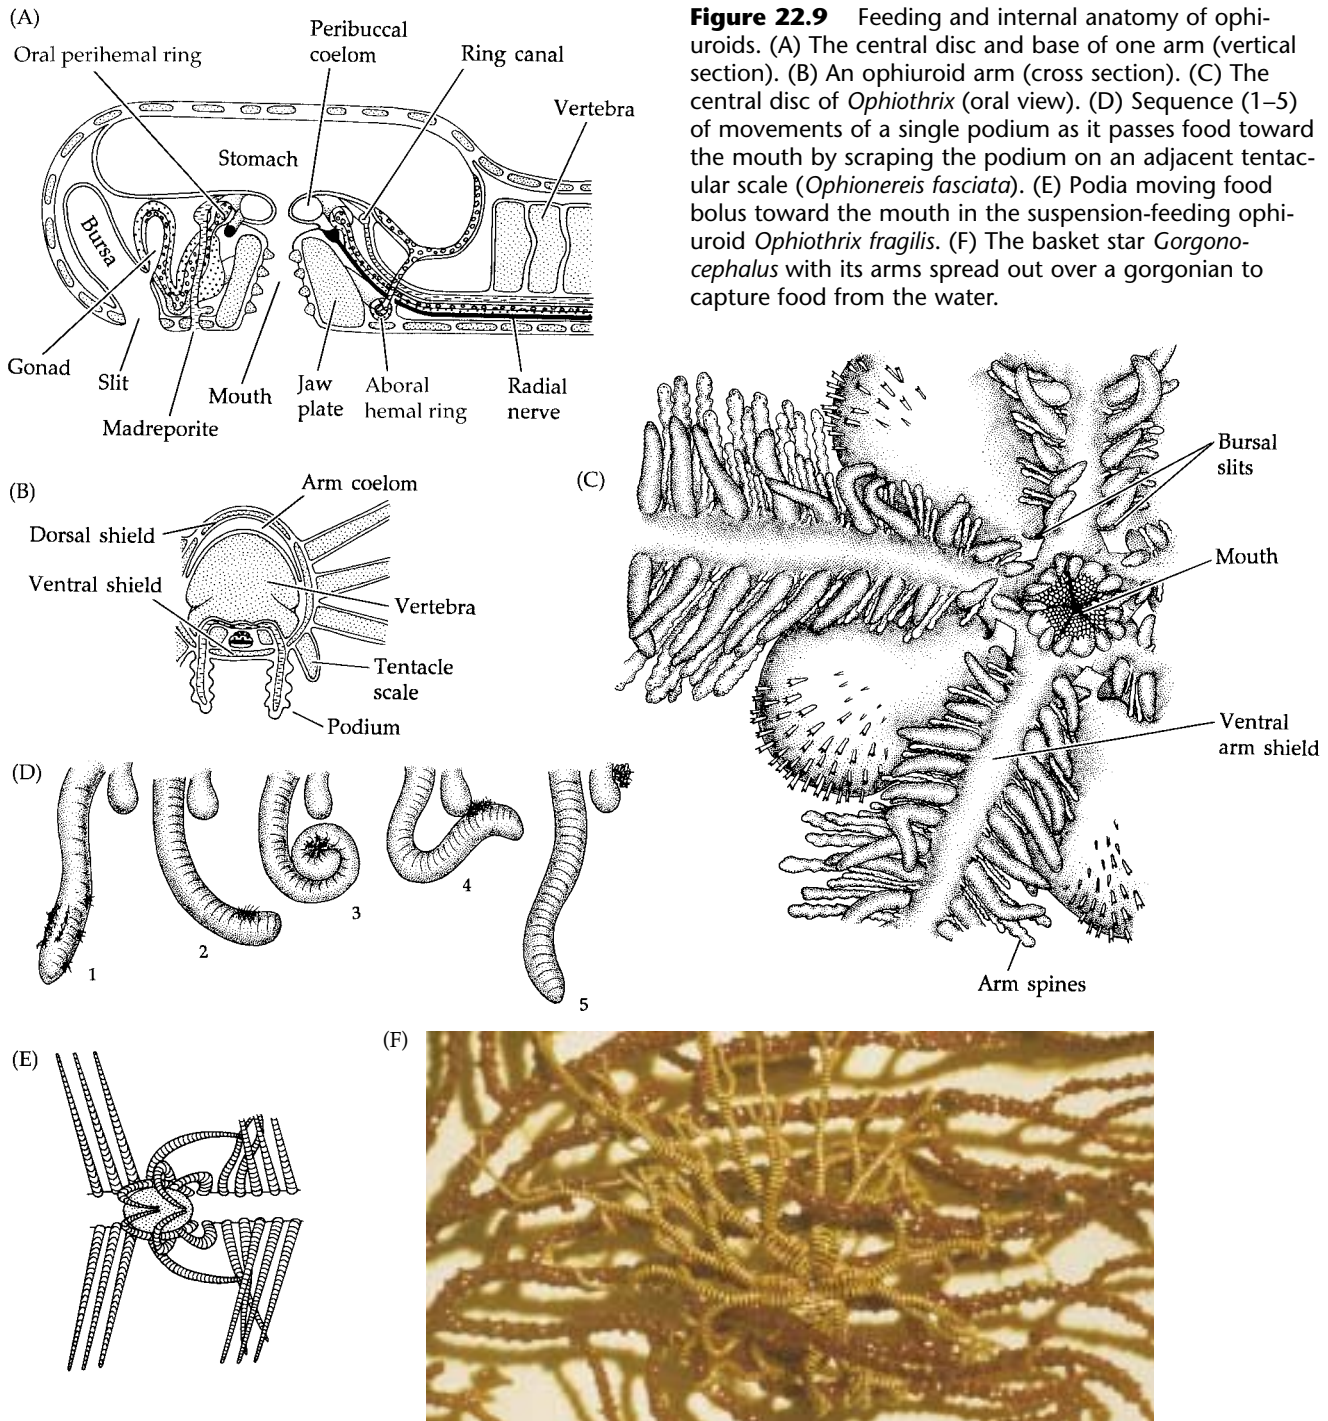 (A)
Oral perihemal ring
Peribuccal
coelom
Ring canal
Vertebra
Stomach
Bursa
Gonad
Slit
Madreporite
Mouth
Jaw
plate
Aboral
hemal ring
Radial
nerve
Figure 22.9 Feeding and internal anatomy of ophi-
uroids. (A) The central disc and base of one arm (vertical
section). (B) An ophiuroid arm (cross section). (C) The
central disc of Ophiothrix (oral view). (D) Sequence (1–5)
of movements of a single podium as it passes food toward
the mouth by scraping the podium on an adjacent tentac-
ular scale (Ophionereis fasciata). (E) Podia moving food
bolus toward the mouth in the suspension-feeding ophi-
uroid Ophiothrix fragilis. (F) The basket star Gorgono-
cephalus with its arms spread out over a gorgonian to
capture food from the water.
(B)
Arm coelom
Dorsal shield
Ventral shield
Vertebra
Tentacle
scale
Podium
(C)
Bursal
slits
Mouth
Ventral
arm shield
Arm spines
(D)
1
2
3
4
5
(E)
(F)